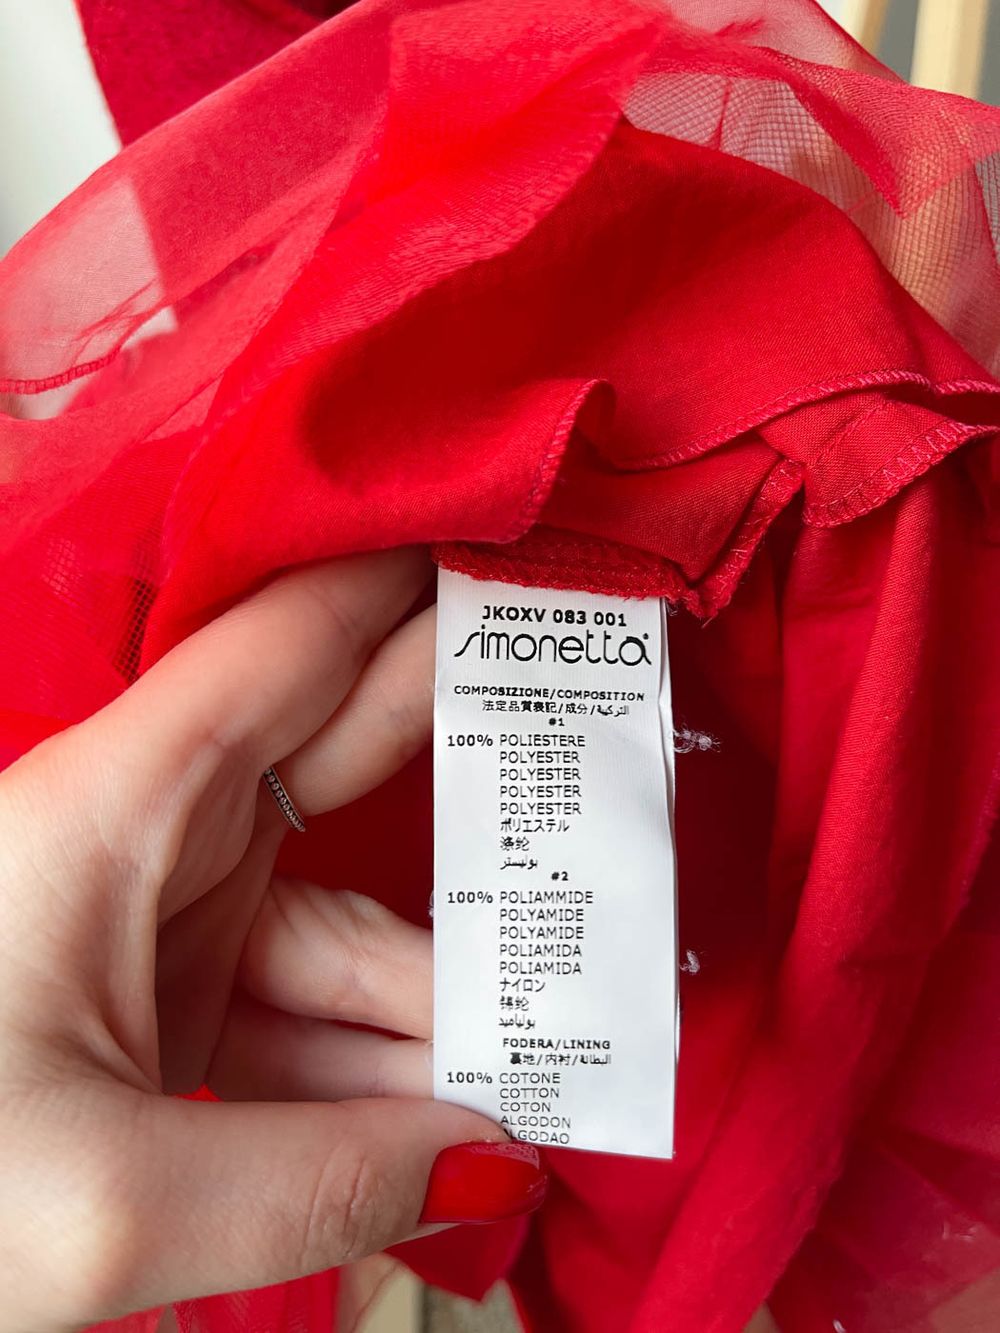 JKOXV 083 001
simonetta
COMPOSIZIONE/COMPOSITION
法定品質表記/成分/التركيبة
#1
100% POLIESTERE
POLYESTER
POLYESTER
POLYESTER
POLYESTER
ポリエステル
涤纶
بوليستر
#2
100% POLIAMMIDE
POLYAMIDE
POLYAMIDE
POLIAMIDA
POLIAMIDA
ナイロン
锦纶
بولياميد
FODERA/LINING
裏地/内衬/البطانة
100% COTONE
COTTON
COTON
ALGODON
ALGODAO